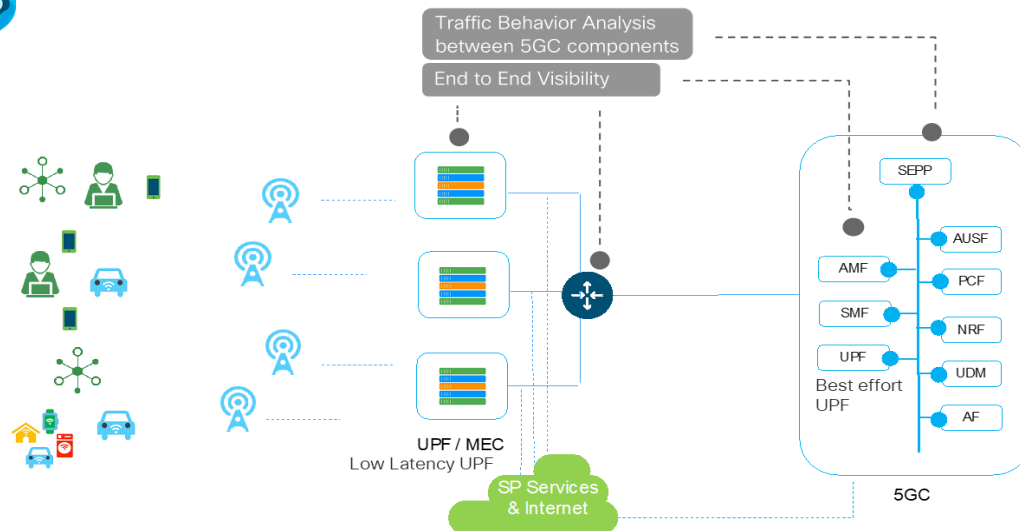 Traffic Behavior Analysis
between 5GC components
End to End Visibility
SEPP
AUSF
AMF
PCF
SMF
NRF
UPF
Best effort
UPF
UDM
AF
5GC
UPF / MEC
Low Latency UPF
SP Services
& Internet